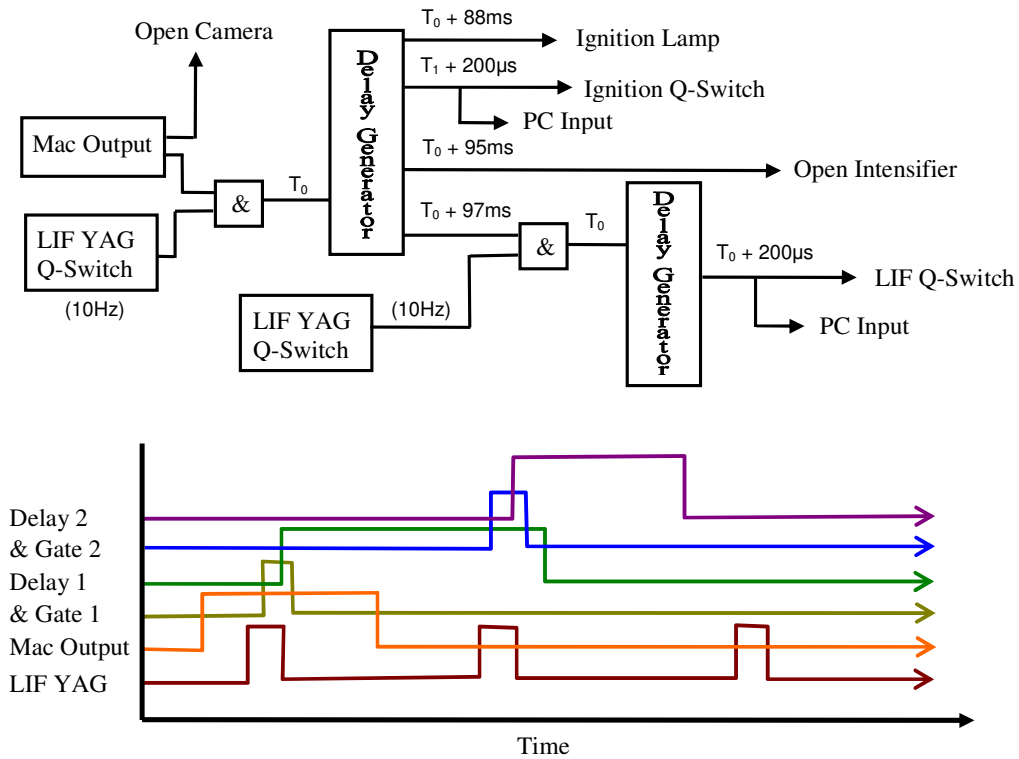 Open Camera
Mac Output
LIF YAG
Q-Switch
(10Hz)
&
T₀
Delay Generator
T₀ + 88ms
Ignition Lamp
T₁ + 200µs
Ignition Q-Switch
PC Input
T₀ + 95ms
Open Intensifier
T₀ + 97ms
LIF YAG
Q-Switch
(10Hz)
&
T₀
Delay Generator
T₀ + 200µs
LIF Q-Switch
PC Input
Delay 2
& Gate 2
Delay 1
& Gate 1
Mac Output
LIF YAG
Time